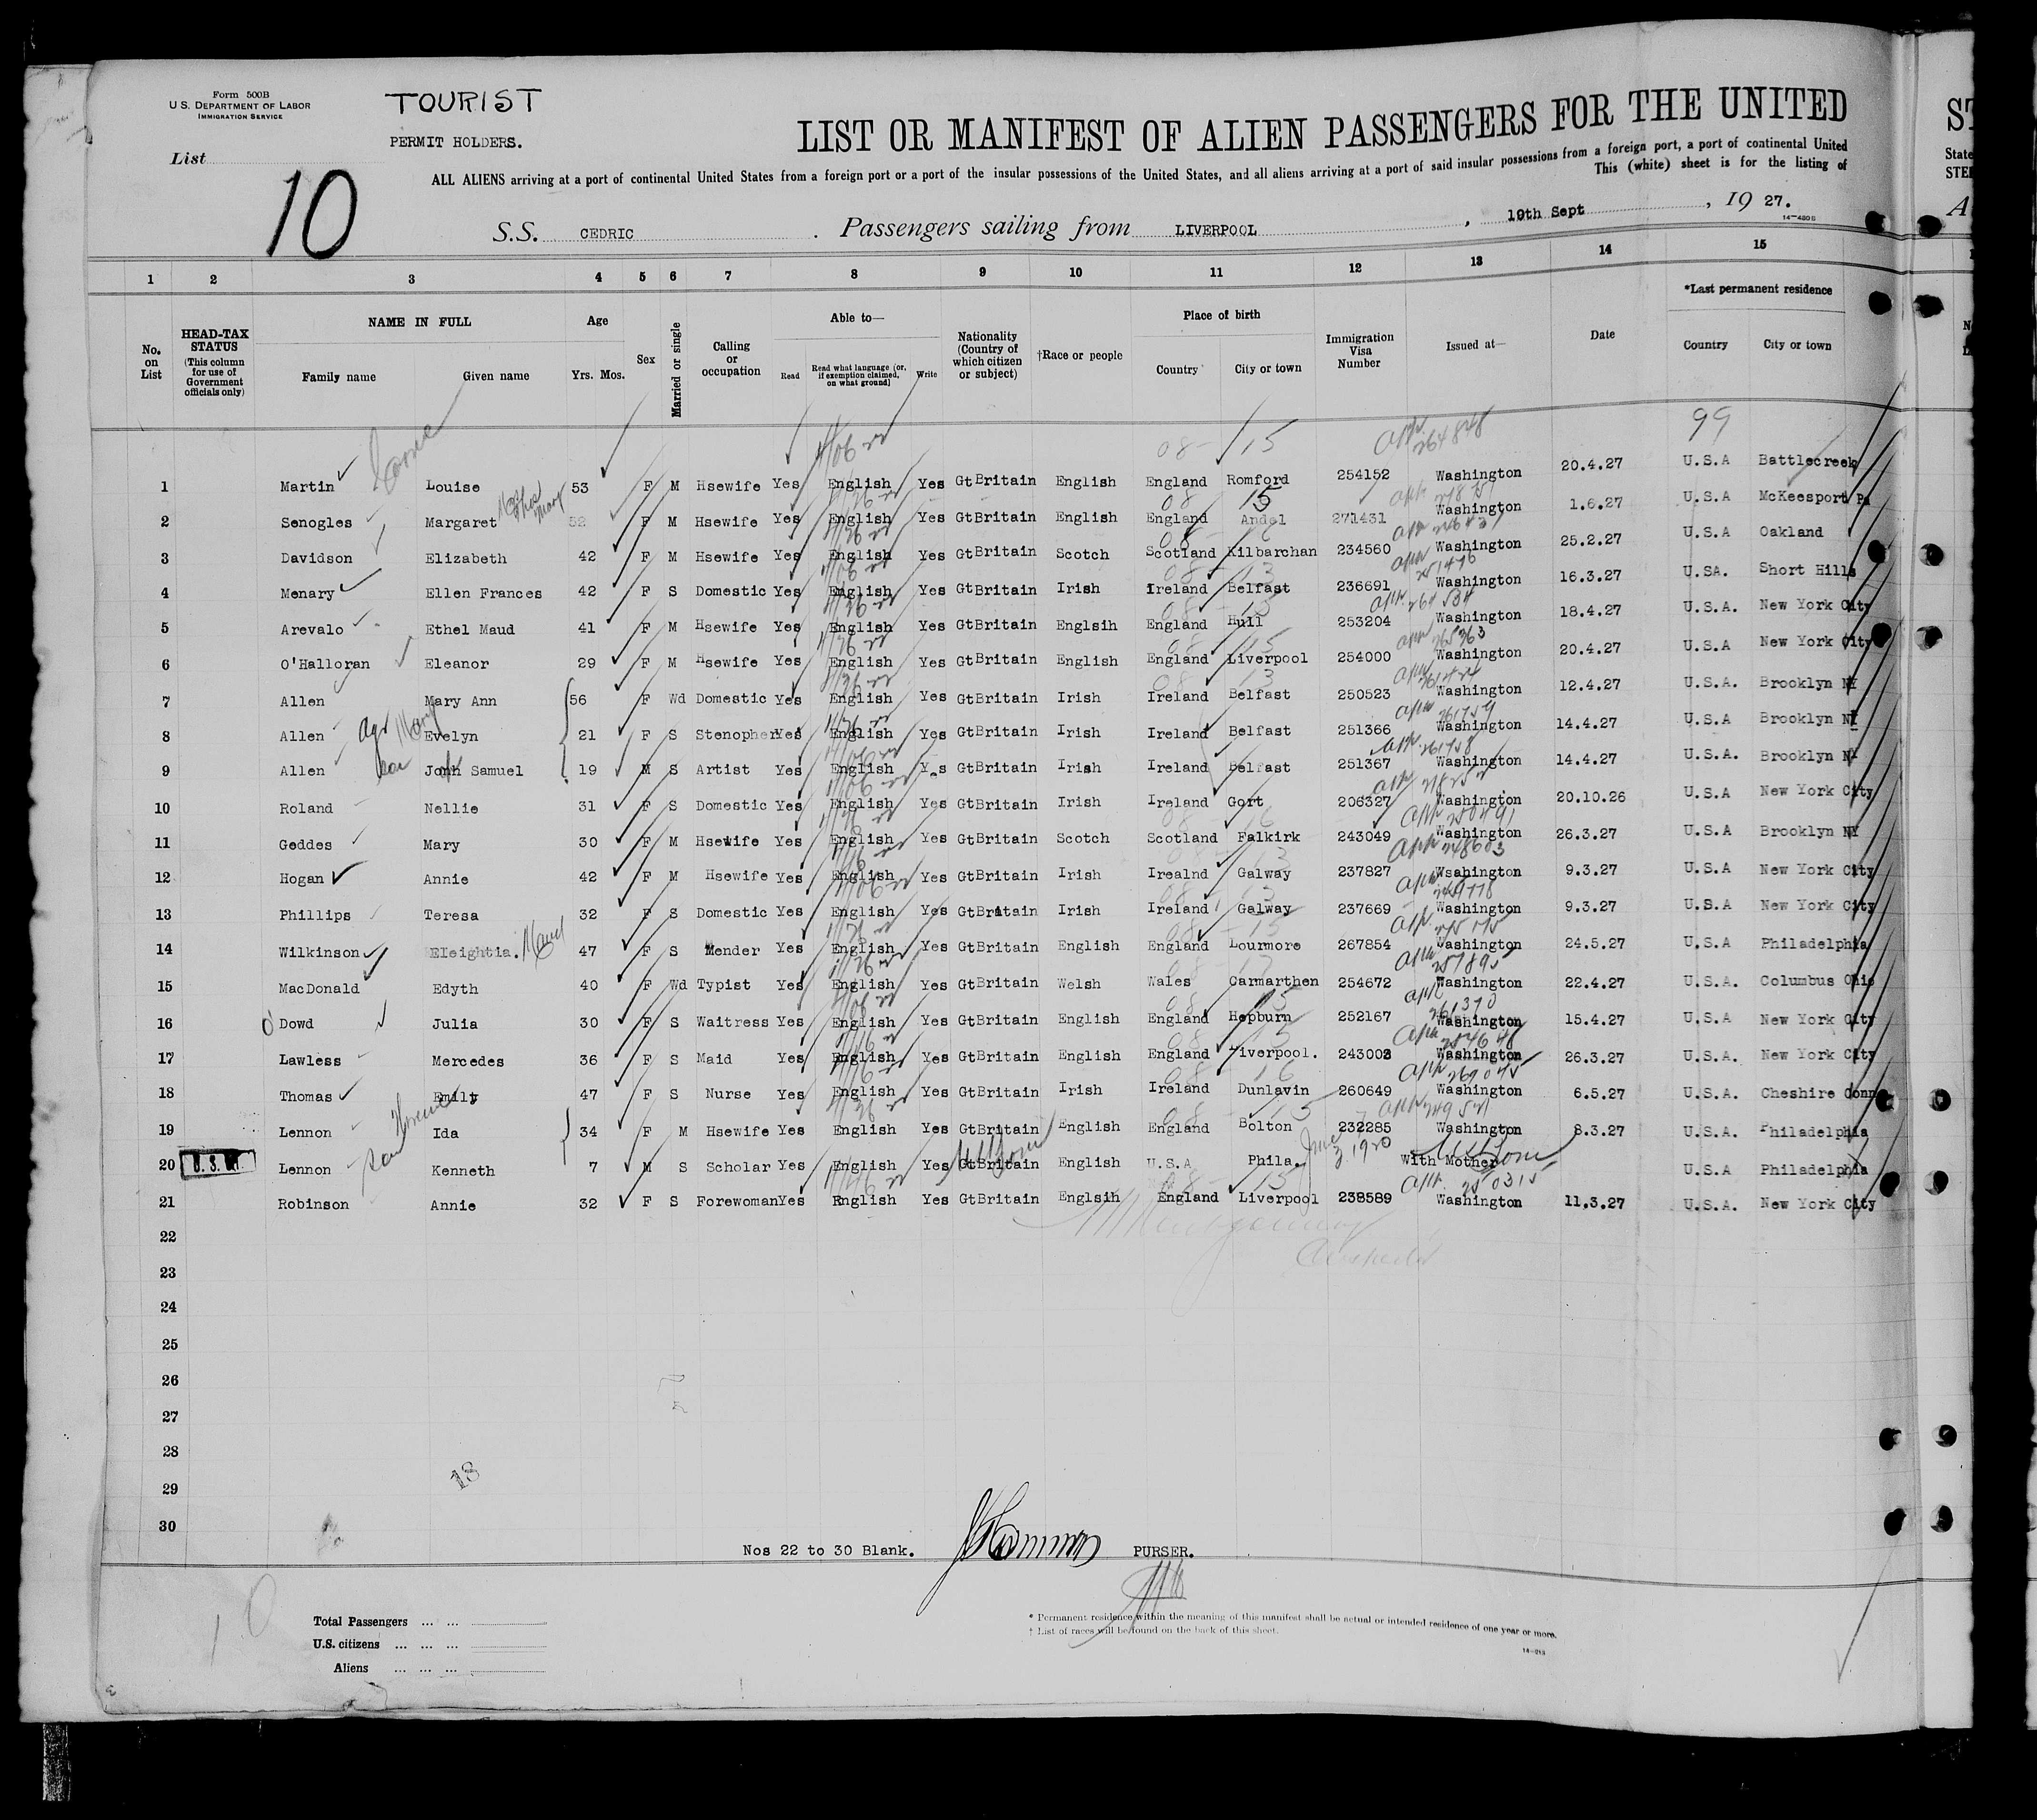 Form 500B
U.S. DEPARTMENT OF LABOR
IMMIGRATION SERVICE
TOURIST
PERMIT HOLDERS.
List
10
LIST OR MANIFEST OF ALIEN PASSENGERS FOR THE UNITED
ST
ALL ALIENS arriving at a port of continental United States from a foreign port or a port of the insular possessions of the United States, and all aliens arriving at a port of said insular possessions from a foreign port, a port of continental United
State
This (white) sheet is for the listing of
STE
S.S. CEDRIC . Passengers sailing from LIVERPOOL , 19th Sept , 19 27.
A
14-480B
1 2 3 4 5 6 7 8 9 10 11 12 13 14 15
No. on List
HEAD-TAX STATUS (This column for use of Government officials only)
NAME IN FULL
Family name Given name
Age
Yrs. Mos.
Sex
Married or single
Calling or occupation
Able to—
Read Read what language (or, if exemption claimed, on what ground) Write
Nationality (Country of which citizen or subject)
†Race or people
Place of birth
Country City or town
Immigration Visa Number
Issued at—
Date
*Last permanent residence
Country City or town
08- 15 99
264848
1 Martin Louise 53 F M Hsewife Yes English Yes Gt Britain English England Romford 254152 Washington 20.4.27 U.S.A Battlecreek
2 Senogles Margaret Mary 52 F M Hsewife Yes English Yes GtBritain English England Andel 271431 Washington 1.6.27 U.S.A McKeesport Pa
3 Davidson Elizabeth 42 F M Hsewife Yes English Yes GtBritain Scotch Scotland Kilbarchan 234560 Washington 25.2.27 U.S.A Oakland
4 Menary Ellen Frances 42 F S Domestic Yes English Yes GtBritain Irish Ireland Belfast 236691 Washington 16.3.27 U.SA. Short Hills
5 Arevalo Ethel Maud 41 F M Hsewife Yes English Yes GtBritain Englsih England Hull 253204 Washington 18.4.27 U.S.A. New York City
6 O'Halloran Eleanor 29 F M Hsewife Yes English Yes GtBritain English England Liverpool 254000 Washington 20.4.27 U.S.A New York City
7 Allen Mary Ann 56 F Wd Domestic Yes English Yes GtBritain Irish Ireland Belfast 250523 Washington 12.4.27 U.S.A. Brooklyn NY
8 Allen Evelyn 21 F S Stenopher Yes English Yes GtBritain Irish Ireland Belfast 251366 Washington 14.4.27 U.S.A Brooklyn NY
9 Allen John Samuel 19 M S Artist Yes English Yes GtBritain Irish Ireland Belfast 251367 Washington 14.4.27 U.S.A. Brooklyn NY
10 Roland Nellie 31 F S Domestic Yes English Yes GtBritain Irish Ireland Gort 206327 Washington 20.10.26 U.S.A New York City
11 Geddes Mary 30 F M Hsewife Yes English Yes GtBritain Scotch Scotland Falkirk 243049 Washington 26.3.27 U.S.A Brooklyn NY
12 Hogan Annie 42 F M Hsewife Yes English Yes GtBritain Irish Irealnd Galway 237827 Wsashington 9.3.27 U.S.A New York City
13 Phillips Teresa 32 F S Domestic Yes English Yes GtBritain Irish Ireland Galway 237669 Washington 9.3.27 U.S.A New York City
14 Wilkinson Eleightia. Maud 47 F S Mender Yes English Yes GtBritain English England Lourmore 267854 Washington 24.5.27 U.S.A Philadelphia
15 MacDonald Edyth 40 F Wd Typist Yes English Yes GtBritain Welsh Wales Carmarthen 254672 Washington 22.4.27 U.S.A. Columbus Ohio
16 O'Dowd Julia 30 F S Waitress Yes English Yes GtBritain English England Hepburn 252167 Washington 15.4.27 U.S.A New York City
17 Lawless Mercedes 36 F S Maid Yes English Yes GtBritain English England Liverpool. 243003 Washington 26.3.27 U.S.A. New York City
18 Thomas Emily 47 F S Nurse Yes English Yes GtBritain Irish Ireland Dunlavin 260649 Washington 6.5.27 U.S.A. Cheshire Conn
19 Lennon Ida 34 F M Hsewife Yes English Yes GtBritain English England Bolton 232285 Washington 8.3.27 U.S.A. Philadelphia
20 Lennon Kenneth 7 M S Scholar Yes English Yes GtBritain English U.S.A Phila. June 3 1920 With Mother U.S.A Philadelphia
21 Robinson Annie 32 F S Forewoman Yes English Yes GtBritain Englsih England Liverpool 238589 Washington 11.3.27 U.S.A. New York City
22
23
24
25
26
27
28
29
30
13
Nos 22 to 30 Blank. PURSER.
10
Total Passengers ... ...
U.S. citizens ... ... ...
Aliens ... ... ...
* Permanent residence within the meaning of this manifest shall be actual or intended residence of one year or more.
† List of races will be found on the back of this sheet.